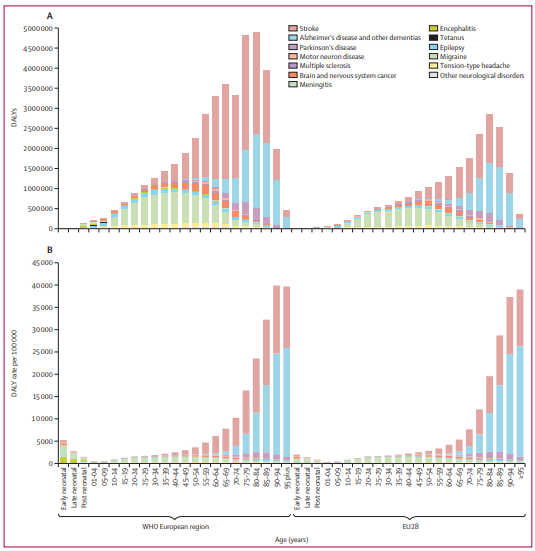 A
Stroke
Alzheimer's disease and other dementias
Parkinson's disease
Motor neuron disease
Multiple sclerosis
Brain and nervous system cancer
Meningitis
Encephalitis
Tetanus
Epilepsy
Migraine
Tension-type headache
Other neurological disorders
DALYs
5000000
4500000
4000000
3500000
3000000
2500000
2000000
1500000
1000000
500000
0
B
DALY rate per 100000
45000
40000
35000
30000
25000
20000
15000
10000
5000
0
Early neonatal
Late neonatal
Post neonatal
01-04
05-09
10-14
15-19
20-24
25-29
30-34
35-39
40-44
45-49
50-54
55-59
60-64
65-69
70-74
75-79
80-84
85-89
90-94
95 plus
Early neonatal
Late neonatal
Post neonatal
01-04
05-09
10-14
15-19
20-24
25-29
30-34
35-39
40-44
45-49
50-54
55-59
60-64
65-69
70-74
75-79
80-84
85-89
90-94
≥95
WHO European region
EU28
Age (years)